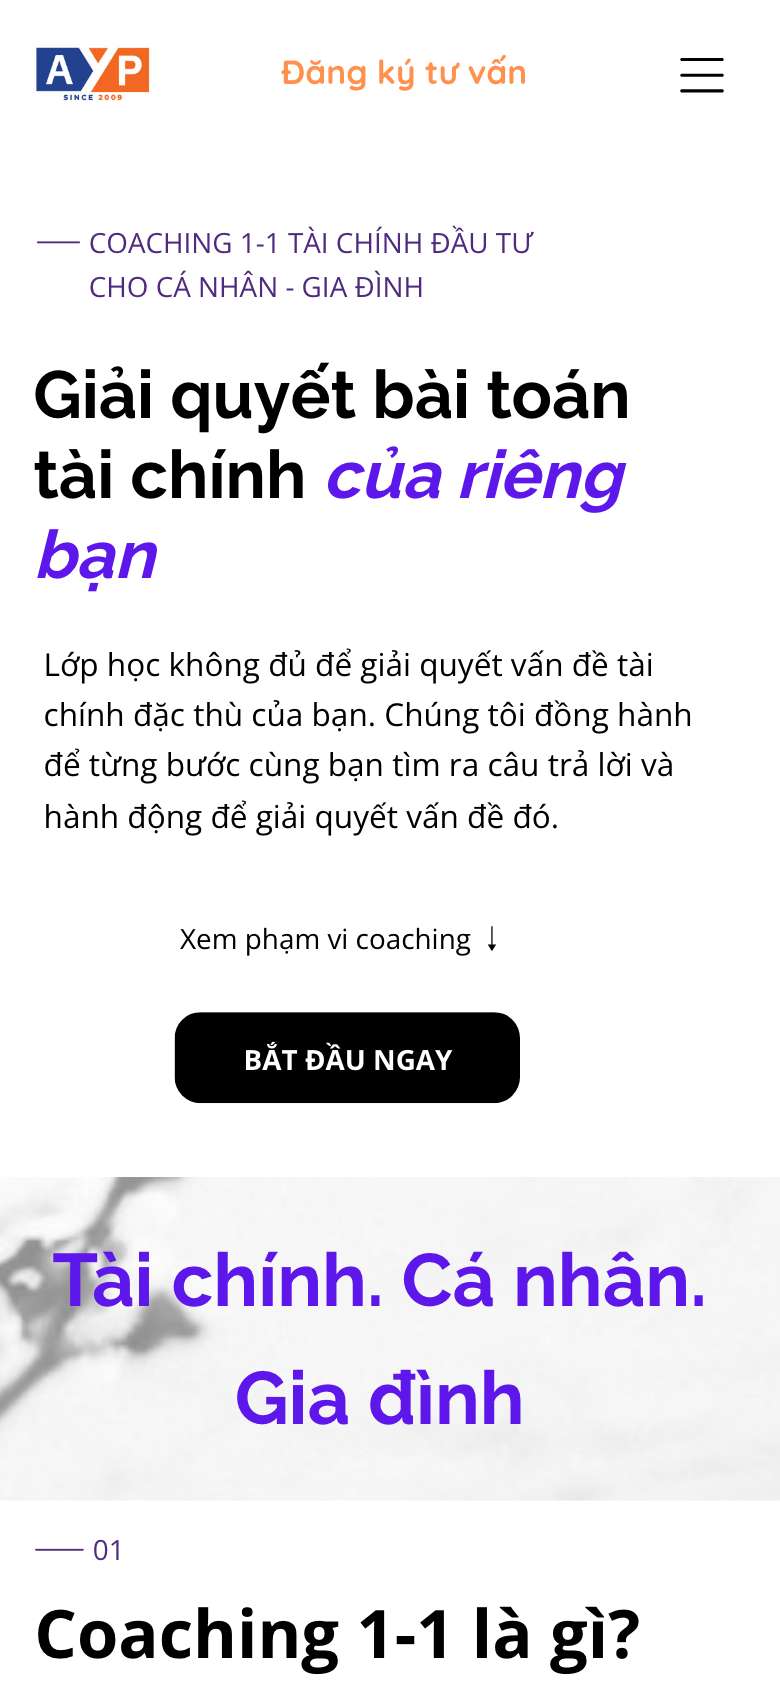 AYP
SINCE 2009
Đăng ký tư vấn
COACHING 1-1 TÀI CHÍNH ĐẦU TƯ
CHO CÁ NHÂN - GIA ĐÌNH
Giải quyết bài toán
tài chính của riêng
bạn
Lớp học không đủ để giải quyết vấn đề tài
chính đặc thù của bạn. Chúng tôi đồng hành
để từng bước cùng bạn tìm ra câu trả lời và
hành động để giải quyết vấn đề đó.
Xem phạm vi coaching ↓
BẮT ĐẦU NGAY
Tài chính. Cá nhân.
Gia đình
01
Coaching 1-1 là gì?